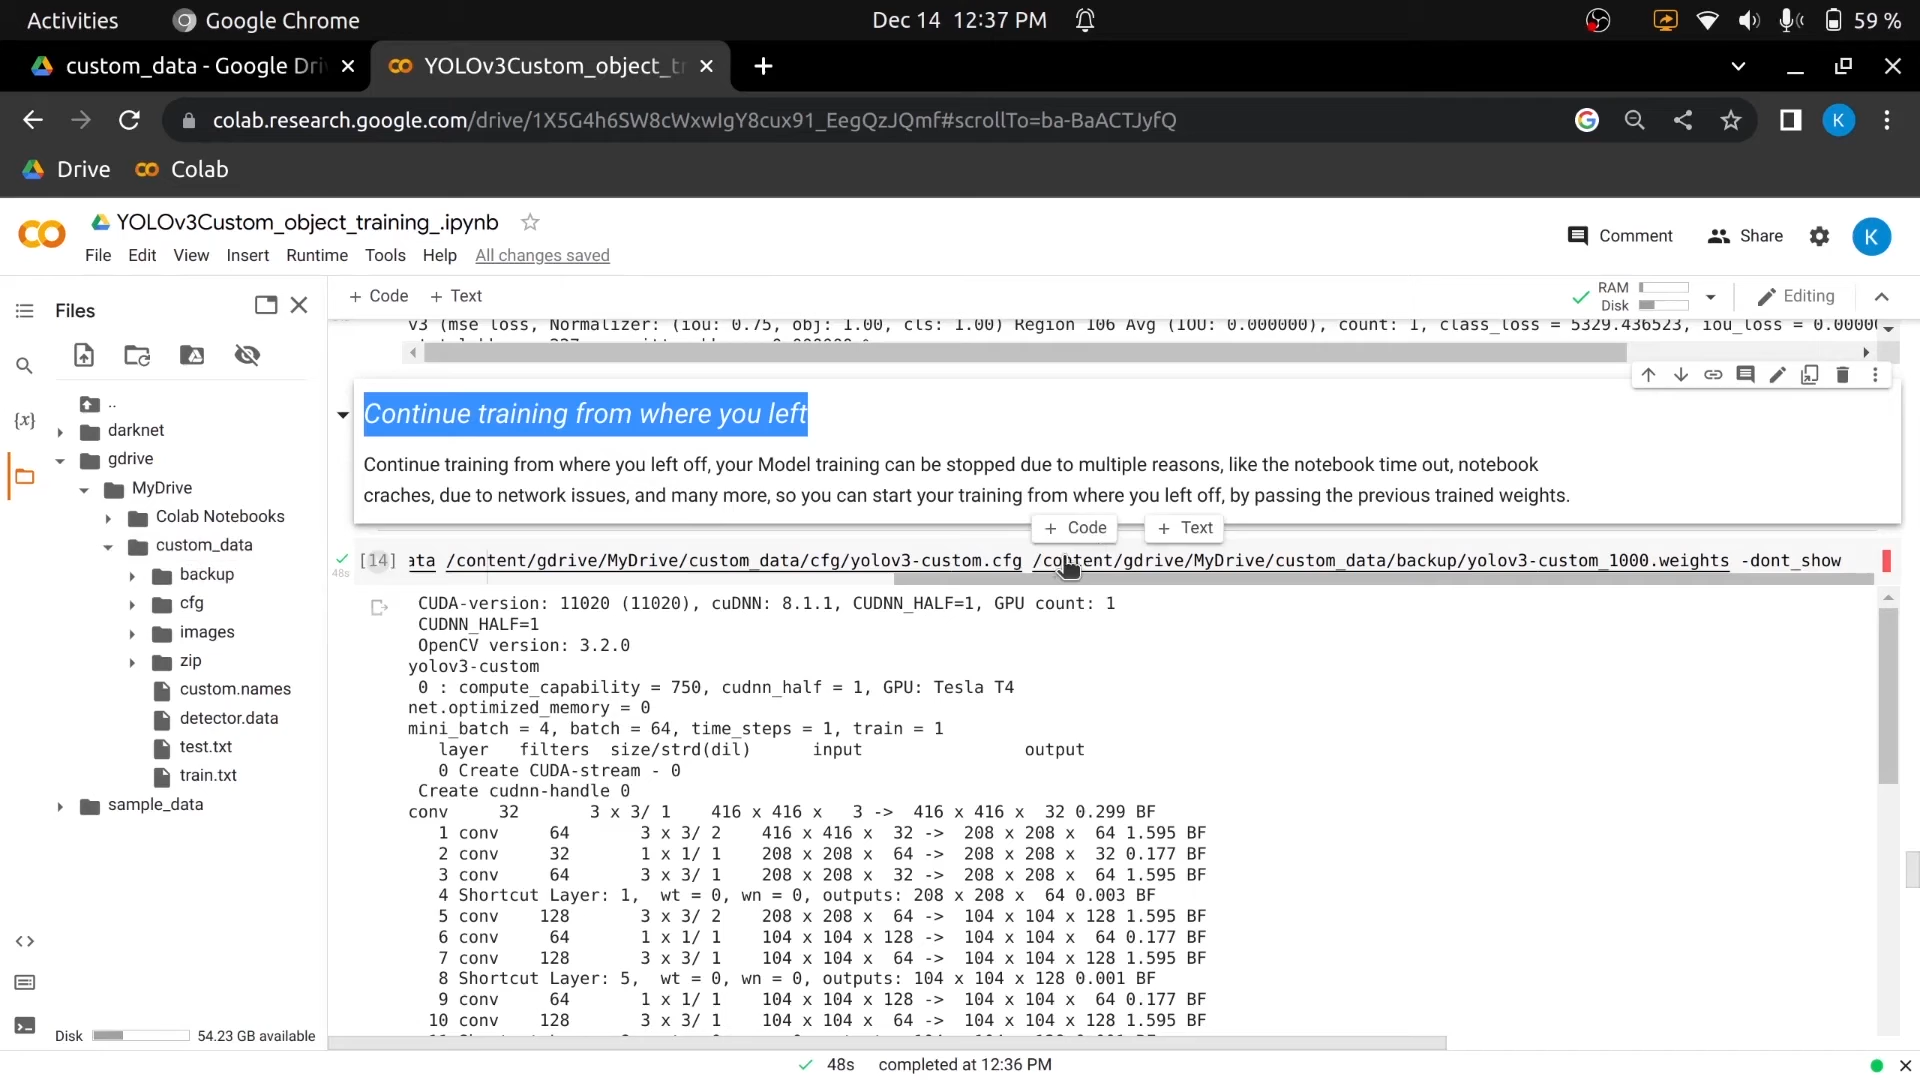 Activities
Google Chrome
Dec 14 12:37 PM
59 %
custom_data - Google Dri
YOLOv3Custom_object_tr
colab.research.google.com/drive/1X5G4h6SW8cWxwIgY8cux91_EegQzJQmf#scrollTo=ba-BaACTJyfQ
K
Drive
Colab
YOLOv3Custom_object_training_.ipynb
Comment
Share
K
File Edit View Insert Runtime Tools Help All changes saved
Files
+ Code + Text
RAM
Disk
Editing
v3 (mse loss, Normalizer: (iou: 0.75, obj: 1.00, cls: 1.00) Region 106 Avg (IOU: 0.000000), count: 1, class_loss = 5329.436523, iou_loss = 0.0000
..
darknet
gdrive
MyDrive
Colab Notebooks
custom_data
backup
cfg
images
zip
custom.names
detector.data
test.txt
train.txt
sample_data
Disk
54.23 GB available
Continue training from where you left
Continue training from where you left off, your Model training can be stopped due to multiple reasons, like the notebook time out, notebook
craches, due to network issues, and many more, so you can start your training from where you left off, by passing the previous trained weights.
+ Code + Text
[14] ata /content/gdrive/MyDrive/custom_data/cfg/yolov3-custom.cfg /content/gdrive/MyDrive/custom_data/backup/yolov3-custom_1000.weights -dont_show
48s
CUDA-version: 11020 (11020), cuDNN: 8.1.1, CUDNN_HALF=1, GPU count: 1
CUDNN_HALF=1
OpenCV version: 3.2.0
yolov3-custom
0 : compute_capability = 750, cudnn_half = 1, GPU: Tesla T4
net.optimized_memory = 0
mini_batch = 4, batch = 64, time_steps = 1, train = 1
layer filters size/strd(dil) input output
0 Create CUDA-stream - 0
Create cudnn-handle 0
conv 32 3 x 3/ 1 416 x 416 x 3 -> 416 x 416 x 32 0.299 BF
1 conv 64 3 x 3/ 2 416 x 416 x 32 -> 208 x 208 x 64 1.595 BF
2 conv 32 1 x 1/ 1 208 x 208 x 64 -> 208 x 208 x 32 0.177 BF
3 conv 64 3 x 3/ 1 208 x 208 x 32 -> 208 x 208 x 64 1.595 BF
4 Shortcut Layer: 1, wt = 0, wn = 0, outputs: 208 x 208 x 64 0.003 BF
5 conv 128 3 x 3/ 2 208 x 208 x 64 -> 104 x 104 x 128 1.595 BF
6 conv 64 1 x 1/ 1 104 x 104 x 128 -> 104 x 104 x 64 0.177 BF
7 conv 128 3 x 3/ 1 104 x 104 x 64 -> 104 x 104 x 128 1.595 BF
8 Shortcut Layer: 5, wt = 0, wn = 0, outputs: 104 x 104 x 128 0.001 BF
9 conv 64 1 x 1/ 1 104 x 104 x 128 -> 104 x 104 x 64 0.177 BF
10 conv 128 3 x 3/ 1 104 x 104 x 64 -> 104 x 104 x 128 1.595 BF
48s completed at 12:36 PM